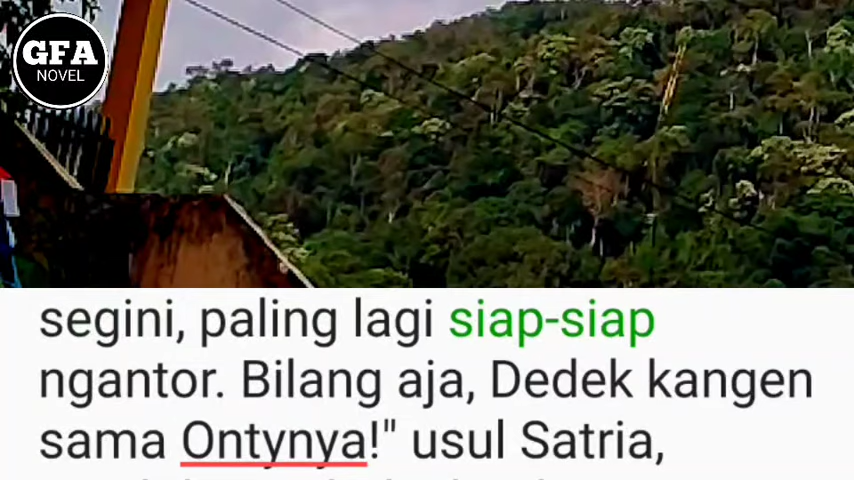 GFA
NOVEL
segini, paling lagi siap-siap
ngantor. Bilang aja, Dedek kangen
sama Ontynya!" usul Satria,